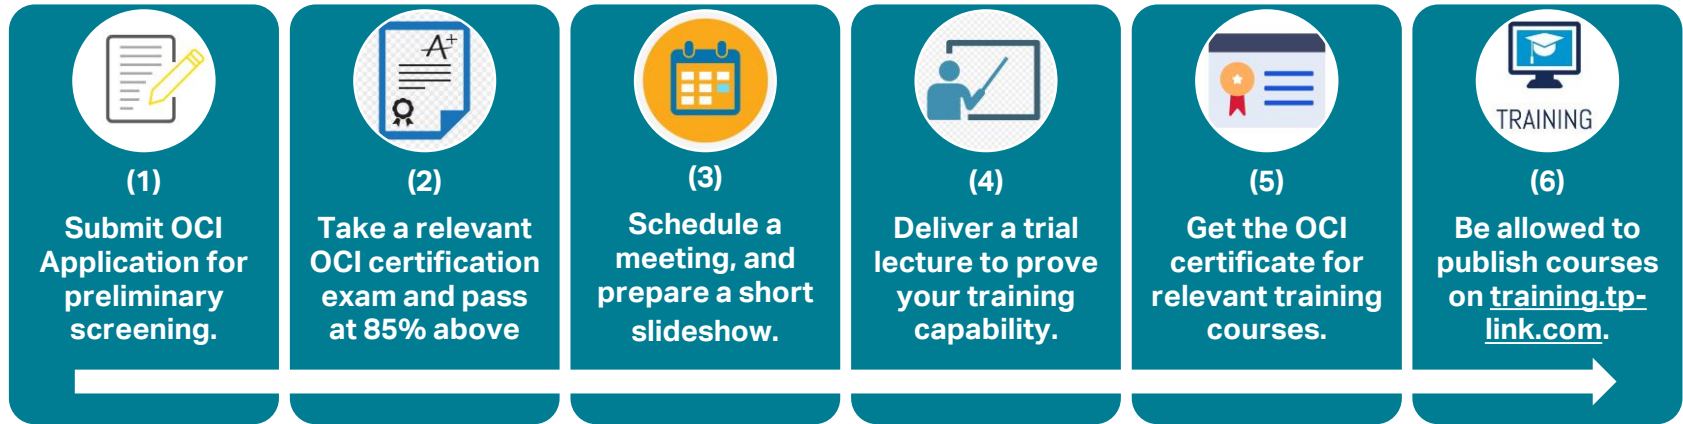 A+
TRAINING
(1)
Submit OCI
Application for
preliminary
screening.
(2)
Take a relevant
OCI certification
exam and pass
at 85% above
(3)
Schedule a
meeting, and
prepare a short
slideshow.
(4)
Deliver a trial
lecture to prove
your training
capability.
(5)
Get the OCI
certificate for
relevant training
courses.
(6)
Be allowed to
publish courses
on training.tp-
link.com.